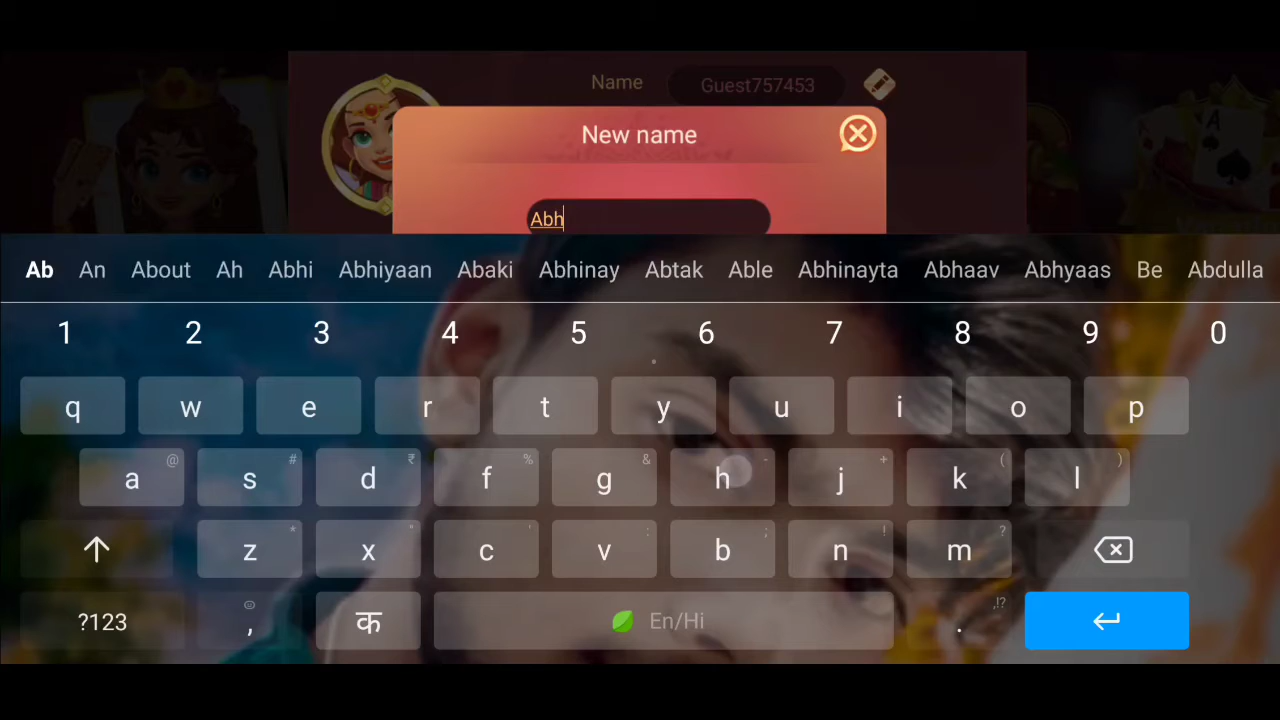 Name Guest757453
New name
Abh
Ab An About Ah Abhi Abhiyaan Abaki Abhinay Abtak Able Abhinayta Abhaav Abhyaas Be Abdulla
1 2 3 4 5 6 7 8 9 0
q w e r t y u i o p
@ # ₹ % & - + ( )
a s d f g h j k l
* " ' : ; ! ?
z x c v b n m
,!?
?123 , क En/Hi .
A